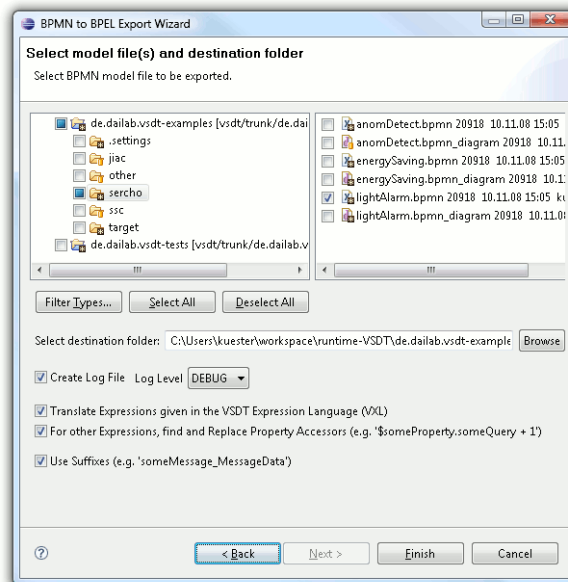 BPMN to BPEL Export Wizard
Select model file(s) and destination folder
Select BPMN model file to be exported.
de.dailab.vsdt-examples [vsdt/trunk/de.dai
.settings
jiac
other
sercho
ssc
target
de.dailab.vsdt-tests [vsdt/trunk/de.dailab.v
anomDetect.bpmn 20918 10.11.08 15:05
anomDetect.bpmn_diagram 20918 10.11.
energySaving.bpmn 20918 10.11.08 15:05
energySaving.bpmn_diagram 20918 10.1
lightAlarm.bpmn 20918 10.11.08 15:05 ku
lightAlarm.bpmn_diagram 20918 10.11.08
Filter Types... Select All Deselect All
Select destination folder: C:\Users\kuester\workspace\runtime-VSDT\de.dailab.vsdt-example Browse
Create Log File Log Level DEBUG
Translate Expressions given in the VSDT Expression Language (VXL)
For other Expressions, find and Replace Property Accessors (e.g. '$someProperty.someQuery + 1')
Use Suffixes (e.g. 'someMessage_MessageData')
< Back Next > Finish Cancel